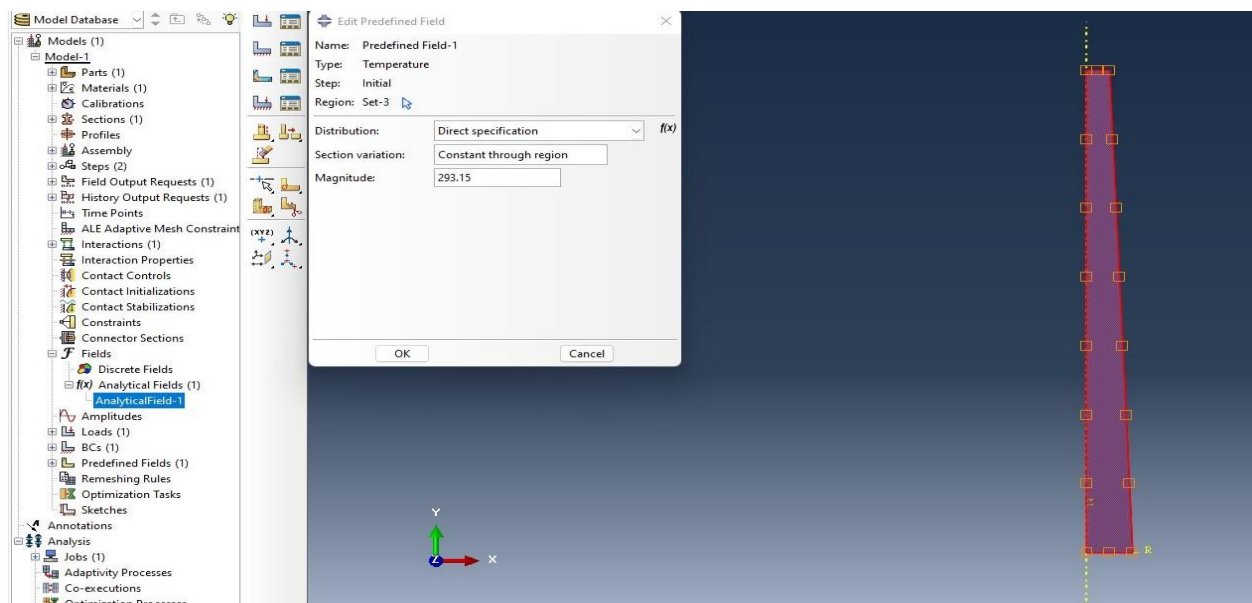 Model Database
Models (1)
Model-1
Parts (1)
Materials (1)
Calibrations
Sections (1)
Profiles
Assembly
Steps (2)
Field Output Requests (1)
History Output Requests (1)
Time Points
ALE Adaptive Mesh Constraint
Interactions (1)
Interaction Properties
Contact Controls
Contact Initializations
Contact Stabilizations
Constraints
Connector Sections
F Fields
Discrete Fields
f(x) Analytical Fields (1)
AnalyticalField-1
Amplitudes
Loads (1)
BCs (1)
Predefined Fields (1)
Remeshing Rules
Optimization Tasks
Sketches
Annotations
Analysis
Jobs (1)
Adaptivity Processes
Co-executions
Optimization Processes
(XYZ)
Edit Predefined Field
Name: Predefined Field-1
Type: Temperature
Step: Initial
Region: Set-3
Distribution: Direct specification f(x)
Section variation: Constant through region
Magnitude: 293.15
OK Cancel
Y
Z X
R